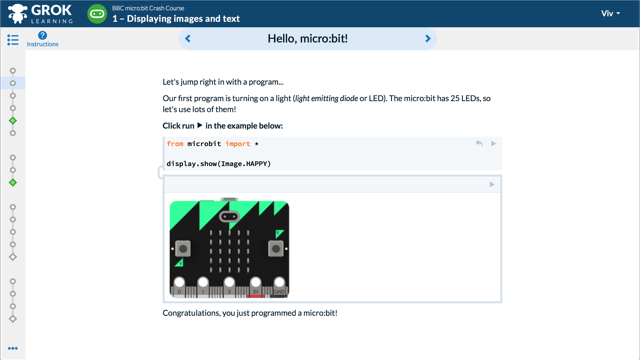 GROK
LEARNING
BBC micro:bit Crash Course
1 – Displaying images and text
Viv
Instructions
Hello, micro:bit!
Let's jump right in with a program...
Our first program is turning on a light (light emitting diode or LED). The micro:bit has 25 LEDs, so
let's use lots of them!
Click run ▶ in the example below:
from microbit import *
display.show(Image.HAPPY)
Congratulations, you just programmed a micro:bit!